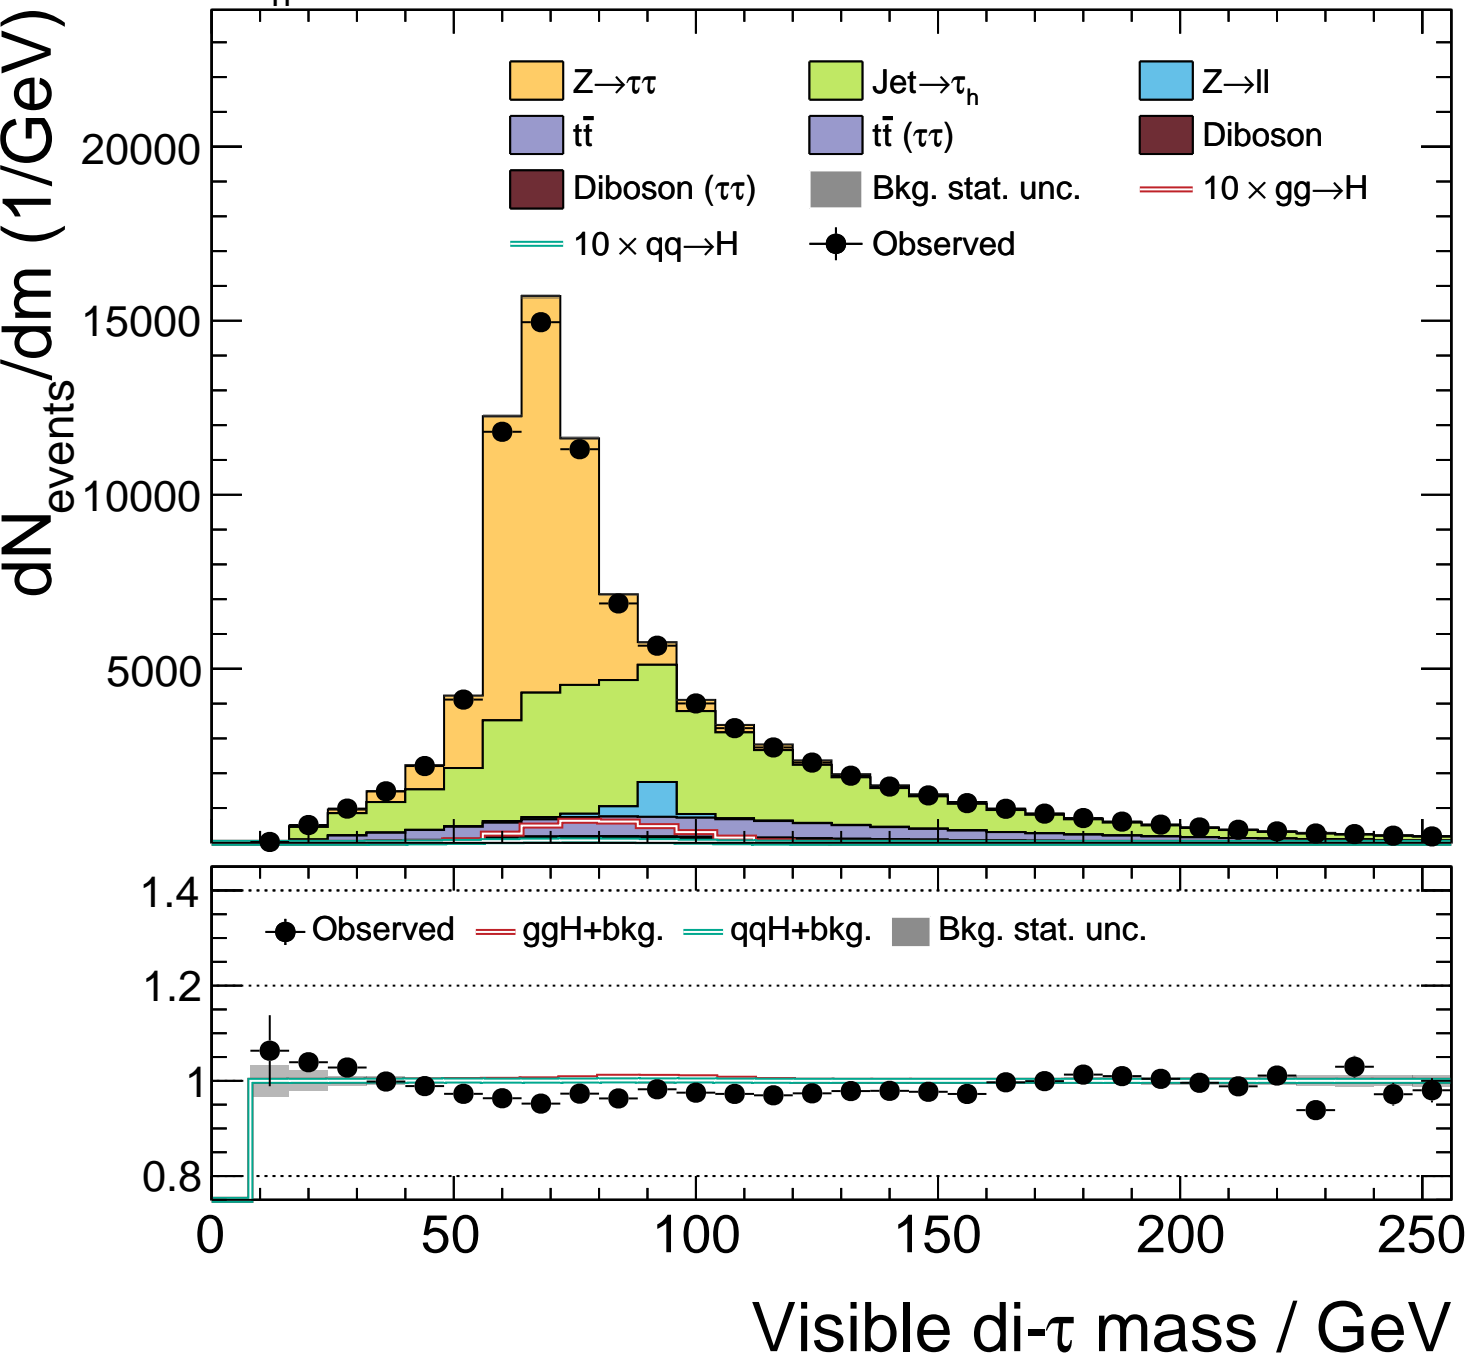 dN_events/dm (1/GeV)
Z→ττ Jet→τ_h Z→ll
tt̄ tt̄ (ττ) Diboson
Diboson (ττ) Bkg. stat. unc. 10 × gg→H
10 × qq→H Observed
20000
15000
10000
5000
1.4
Observed ggH+bkg. qqH+bkg. Bkg. stat. unc.
1.2
1
0.8
0 50 100 150 200 250
Visible di-τ mass / GeV